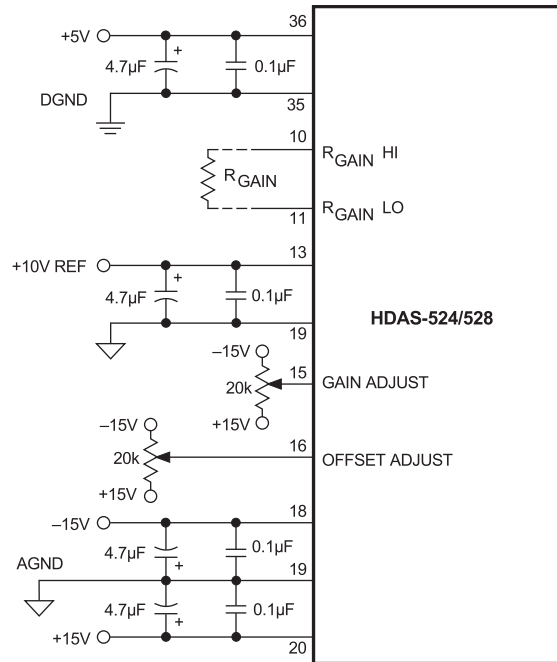 36
+5V
+
4.7µF
0.1µF
DGND
35
10
RGAIN HI
RGAIN
RGAIN LO
11
13
+10V REF
+
4.7µF
0.1µF
19
HDAS-524/528
–15V
15
20k
GAIN ADJUST
+15V
–15V
16
20k
OFFSET ADJUST
+15V
18
–15V
4.7µF
+
0.1µF
AGND
19
4.7µF
+
0.1µF
+15V
20